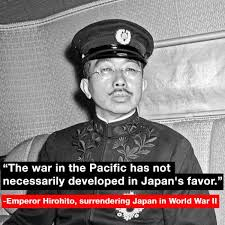 “The war in the Pacific has not
necessarily developed in Japan's favor.”
-Emperor Hirohito, surrendering Japan in World War II